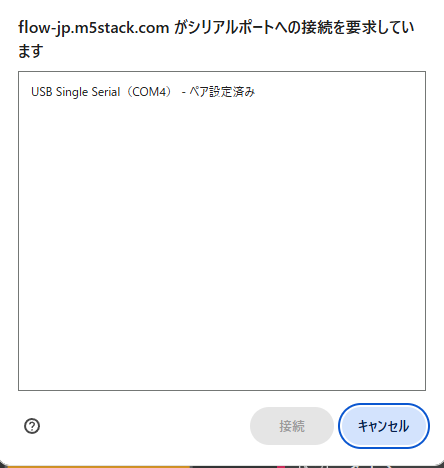 flow-jp.m5stack.com がシリアルポートへの接続を要求してい
ます
USB Single Serial（COM4） - ペア設定済み
接続
キャンセル